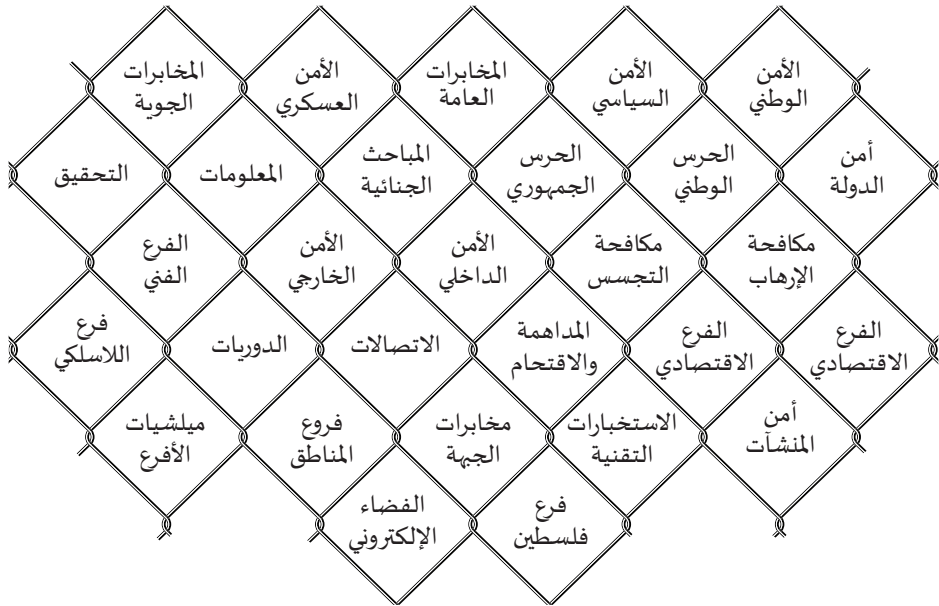 الأمن
الوطني
الأمن
السياسي
المخابرات
العامة
الأمن
العسكري
المخابرات
الجوية
أمن
الدولة
الحرس
الوطني
الحرس
الجمهوري
المباحث
الجنائية
المعلومات
التحقيق
مكافحة
الإرهاب
مكافحة
التجسس
الأمن
الداخلي
الأمن
الخارجي
الفرع
الفني
الفرع
الاقتصادي
الفرع
الاقتصادي
المداهمة
والاقتحام
الاتصالات
الدوريات
فرع
اللاسلكي
أمن
المنشآت
الاستخبارات
التقنية
مخابرات
الجبهة
فروع
المناطق
ميلشيات
الأفرع
فرع
فلسطين
الفضاء
الإلكتروني